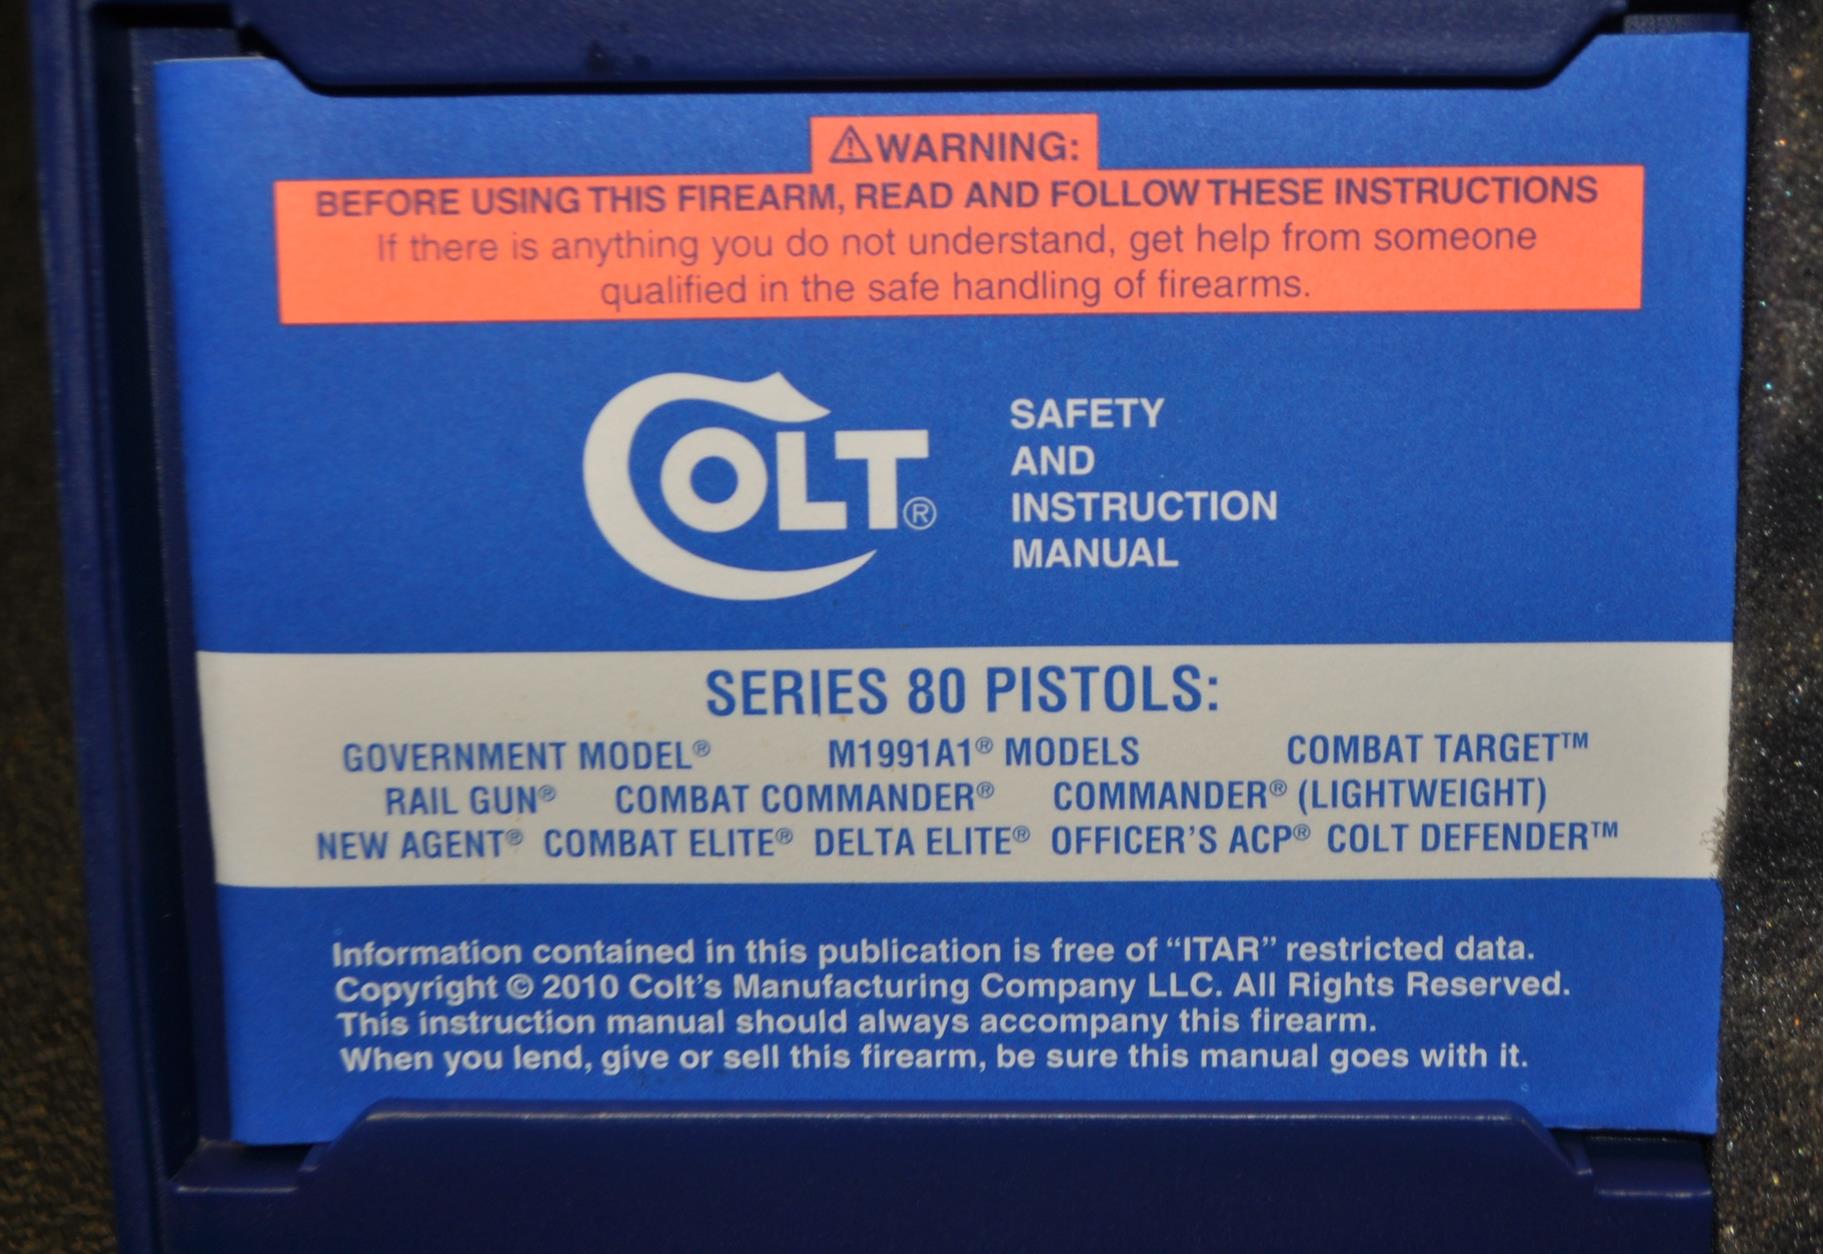 ⚠WARNING:
BEFORE USING THIS FIREARM, READ AND FOLLOW THESE INSTRUCTIONS
If there is anything you do not understand, get help from someone
qualified in the safe handling of firearms.
COLT®
SAFETY
AND
INSTRUCTION
MANUAL
SERIES 80 PISTOLS:
GOVERNMENT MODEL® M1991A1® MODELS COMBAT TARGET™
RAIL GUN® COMBAT COMMANDER® COMMANDER® (LIGHTWEIGHT)
NEW AGENT® COMBAT ELITE® DELTA ELITE® OFFICER'S ACP® COLT DEFENDER™
Information contained in this publication is free of “ITAR” restricted data.
Copyright © 2010 Colt's Manufacturing Company LLC. All Rights Reserved.
This instruction manual should always accompany this firearm.
When you lend, give or sell this firearm, be sure this manual goes with it.